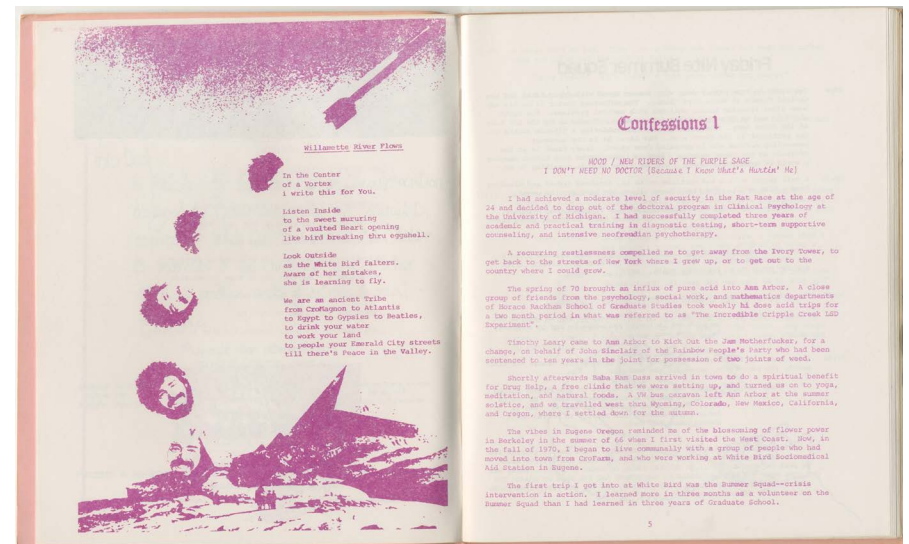 Willamette River Flows
In the Center
of a Vortex
i write this for You.
Listen Inside
to the sweet mururing
of a vaulted Heart opening
like bird breaking thru eggshell.
Look Outside
as the White Bird falters.
Aware of her mistakes,
she is learning to fly.
We are an ancient Tribe
from CroMagnon to Atlantis
to Egypt to Gypsies to Beatles,
to drink your water
to work your land
to people your Emerald City streets
till there's Peace in the Valley.
Confessions 1
HOOD / NEW RIDERS OF THE PURPLE SAGE
I DON'T NEED NO DOCTOR [Because I Know What's Hurtin' Me]
I had achieved a moderate level of security in the Rat Race at the age of
24 and decided to drop out of the doctoral program in Clinical Psychology at
the University of Michigan. I had successfully completed three years of
academic and practical training in diagnostic testing, short-term supportive
counseling, and intensive neofreudian psychotherapy.
A recurring restlessness compelled me to get away from the Ivory Tower, to
get back to the streets of New York where I grew up, or to get out to the
country where I could grow.
The spring of 70 brought an influx of pure acid into Ann Arbor. A close
group of friends from the psychology, social work, and mathematics departments
of Horace Rackham School of Graduate Studies took weekly hi dose acid trips for
a two month period in what was referred to as "The Incredible Cripple Creek LSD
Experiment".
Timothy Leary came to Ann Arbor to Kick Out the Jam Motherfucker, for a
change, on behalf of John Sinclair of the Rainbow People's Party who had been
sentenced to ten years in the joint for possession of two joints of weed.
Shortly afterwards Baba Ram Dass arrived in town to do a spiritual benefit
for Drug Help, a free clinic that we were setting up, and turned us on to yoga,
meditation, and natural foods. A VW bus caravan left Ann Arbor at the summer
solstice, and we travelled west thru Wyoming, Colorado, New Mexico, California,
and Oregon, where I settled down for the autumn.
The vibes in Eugene Oregon reminded me of the blossoming of flower power
in Berkeley in the summer of 66 when I first visited the West Coast. Now, in
the fall of 1970, I began to live communally with a group of people who had
moved into town from CroFarm, and who were working at White Bird Sociomedical
Aid Station in Eugene.
The first trip I got into at White Bird was the Bummer Squad--crisis
intervention in action. I learned more in three months as a volunteer on the
Bummer Squad than I had learned in three years of Graduate School.
5